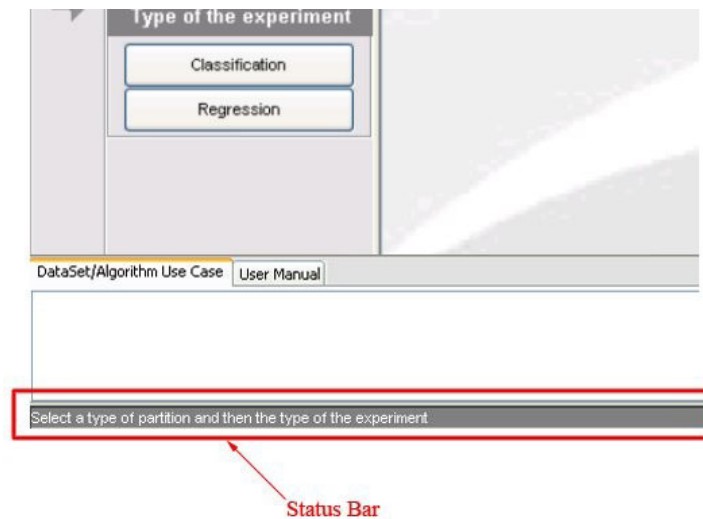 Type of the experiment
Classification
Regression
DataSet/Algorithm Use Case User Manual
Select a type of partition and then the type of the experiment
Status Bar